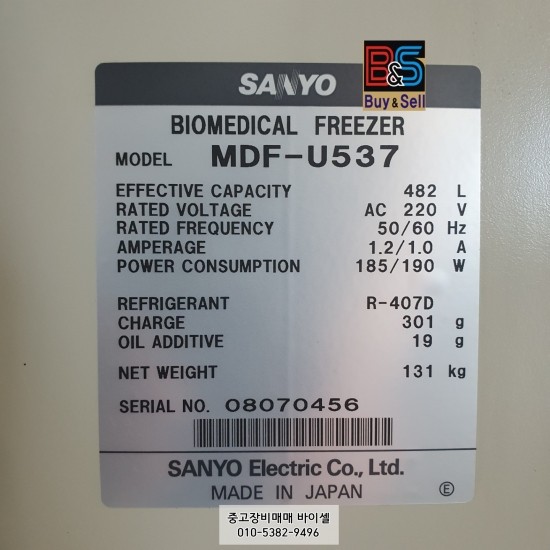 SANYO
B&S
Buy & Sell
BIOMEDICAL FREEZER
MODEL MDF-U537
EFFECTIVE CAPACITY 482 L
RATED VOLTAGE AC 220 V
RATED FREQUENCY 50/60 Hz
AMPERAGE 1.2/1.0 A
POWER CONSUMPTION 185/190 W
REFRIGERANT R-407D
CHARGE 301 g
OIL ADDITIVE 19 g
NET WEIGHT 131 kg
SERIAL NO. 08070456
SANYO Electric Co., Ltd.
MADE IN JAPAN Ⓔ
중고장비매매 바이셀
010-5382-9496